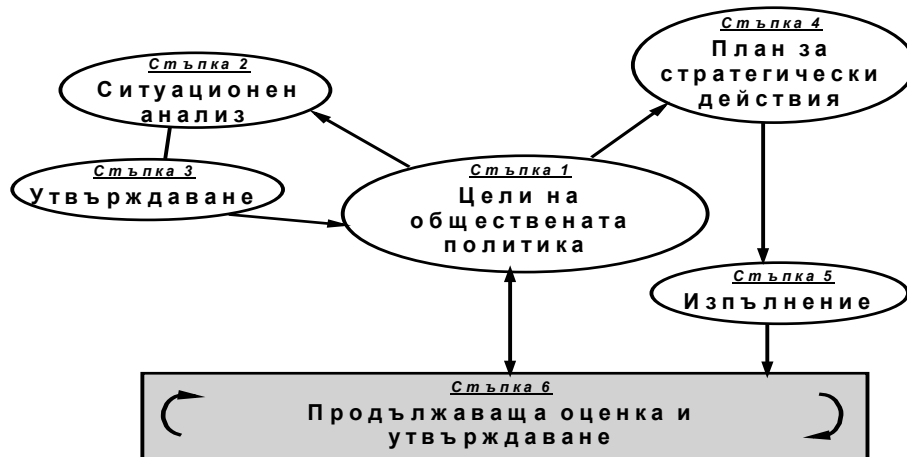 Стъпка 4
План за
стратегически
действия
Стъпка 2
Ситуационен
анализ
Стъпка 3
Утвърждаване
Стъпка 1
Цели на
обществената
политика
Стъпка 5
Изпълнение
Стъпка 6
Продължаваща оценка и
утвърждаване